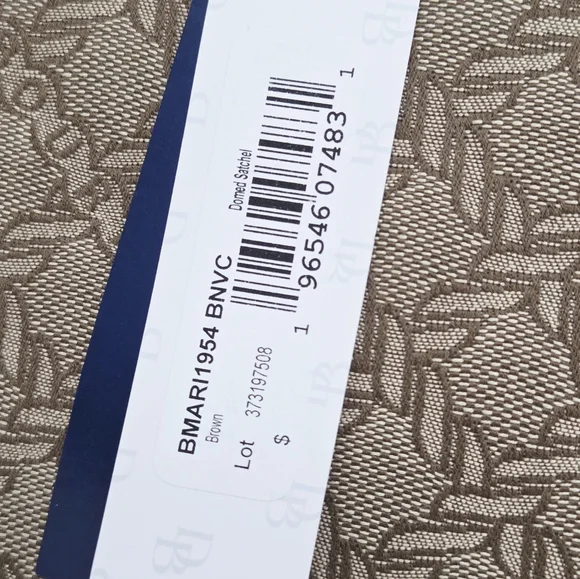 Domed Satchel
1 96546 07483 1
BMARI1954 BNVC
Brown
Lot 373197508
$